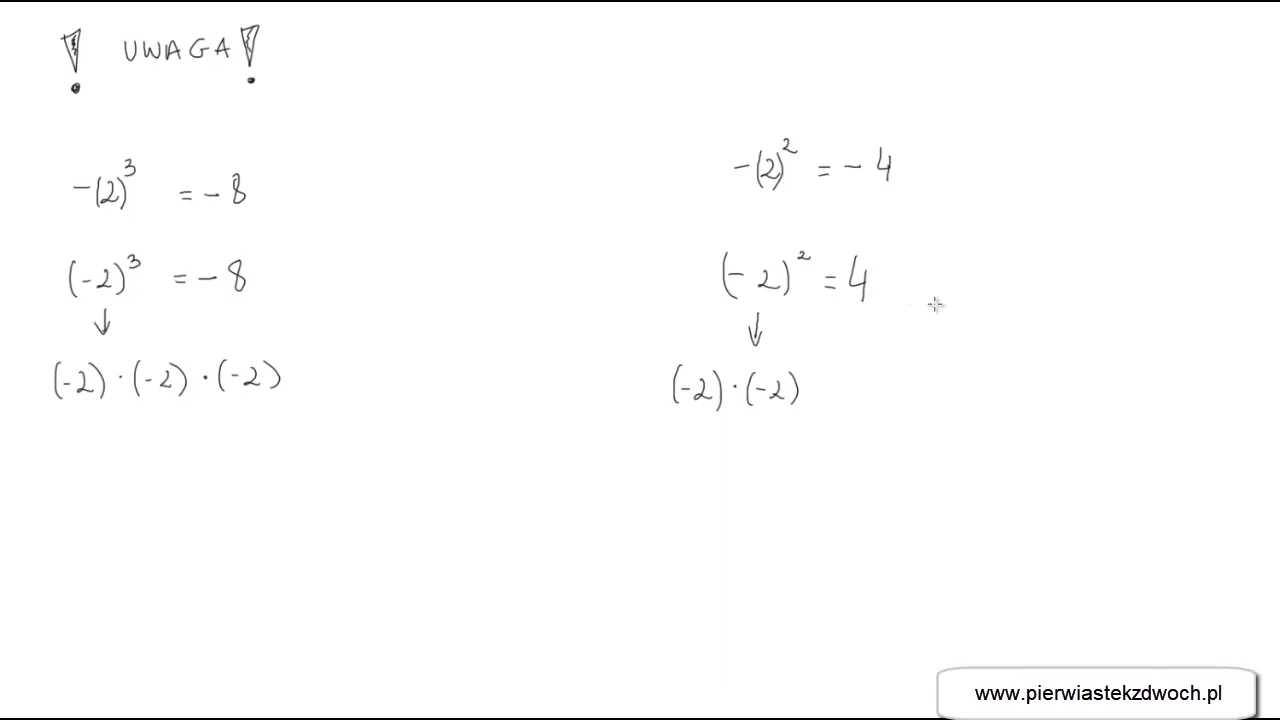 ! UWAGA !
-(2)³ = -8
(-2)³ = -8
↓
(-2) · (-2) · (-2)
-(2)² = -4
(-2)² = 4
↓
(-2) · (-2)
www.pierwiastekzdwoch.pl